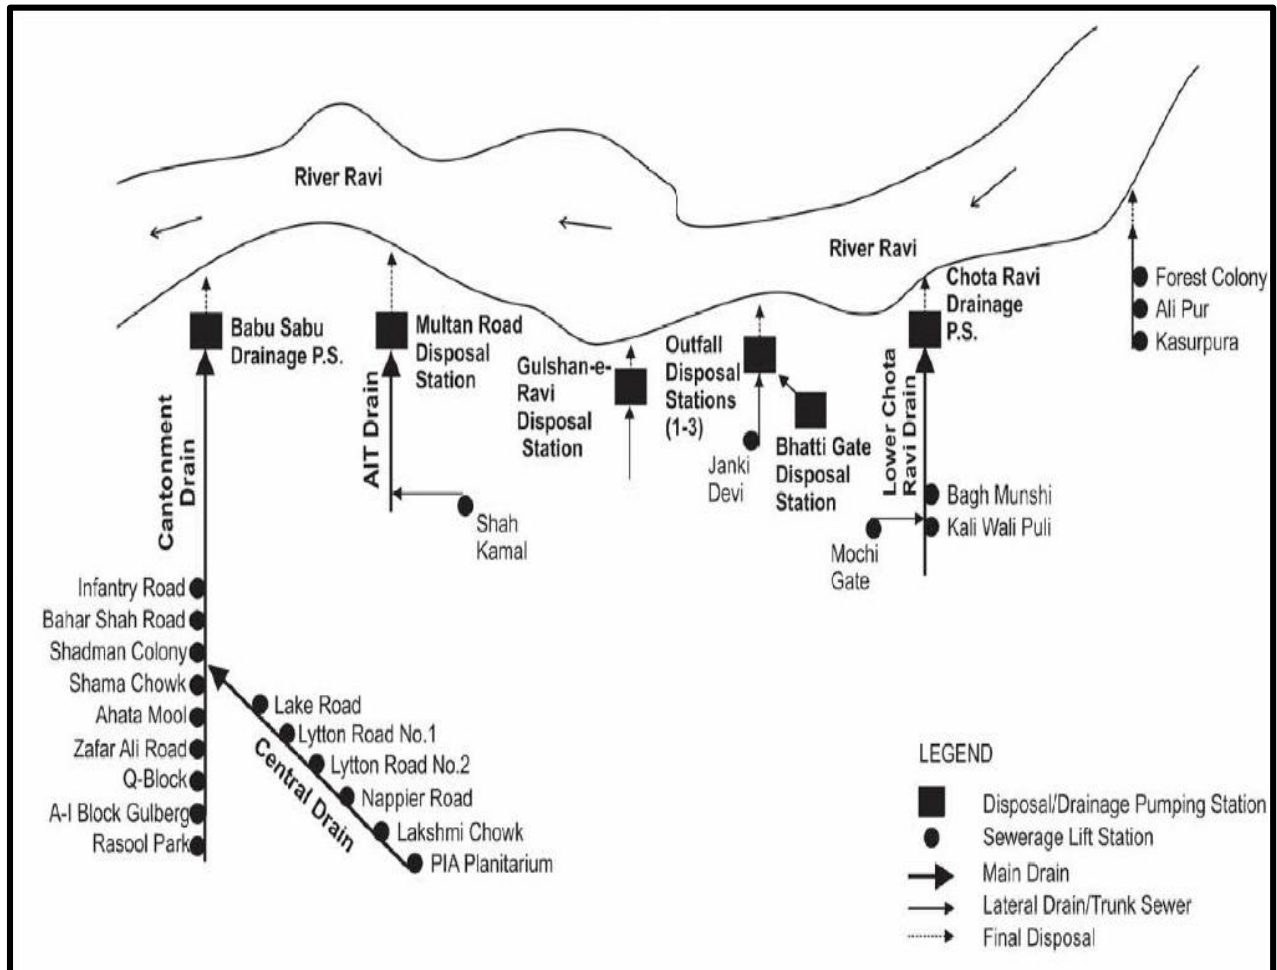 River Ravi
River Ravi
Babu Sabu
Drainage P.S.
Multan Road
Disposal
Station
Gulshan-e-
Ravi
Disposal
Station
Outfall
Disposal
Stations
(1-3)
Bhatti Gate
Disposal
Station
Chota Ravi
Drainage
P.S.
Forest Colony
Ali Pur
Kasurpura
Cantonment
Drain
AIT Drain
Shah
Kamal
Janki
Devi
Lower Chota
Ravi Drain
Bagh Munshi
Kali Wali Puli
Mochi
Gate
Infantry Road
Bahar Shah Road
Shadman Colony
Shama Chowk
Ahata Mool
Zafar Ali Road
Q-Block
A-I Block Gulberg
Rasool Park
Central Drain
Lake Road
Lytton Road No.1
Lytton Road No.2
Nappier Road
Lakshmi Chowk
PIA Planitarium
LEGEND
Disposal/Drainage Pumping Station
Sewerage Lift Station
Main Drain
Lateral Drain/Trunk Sewer
Final Disposal